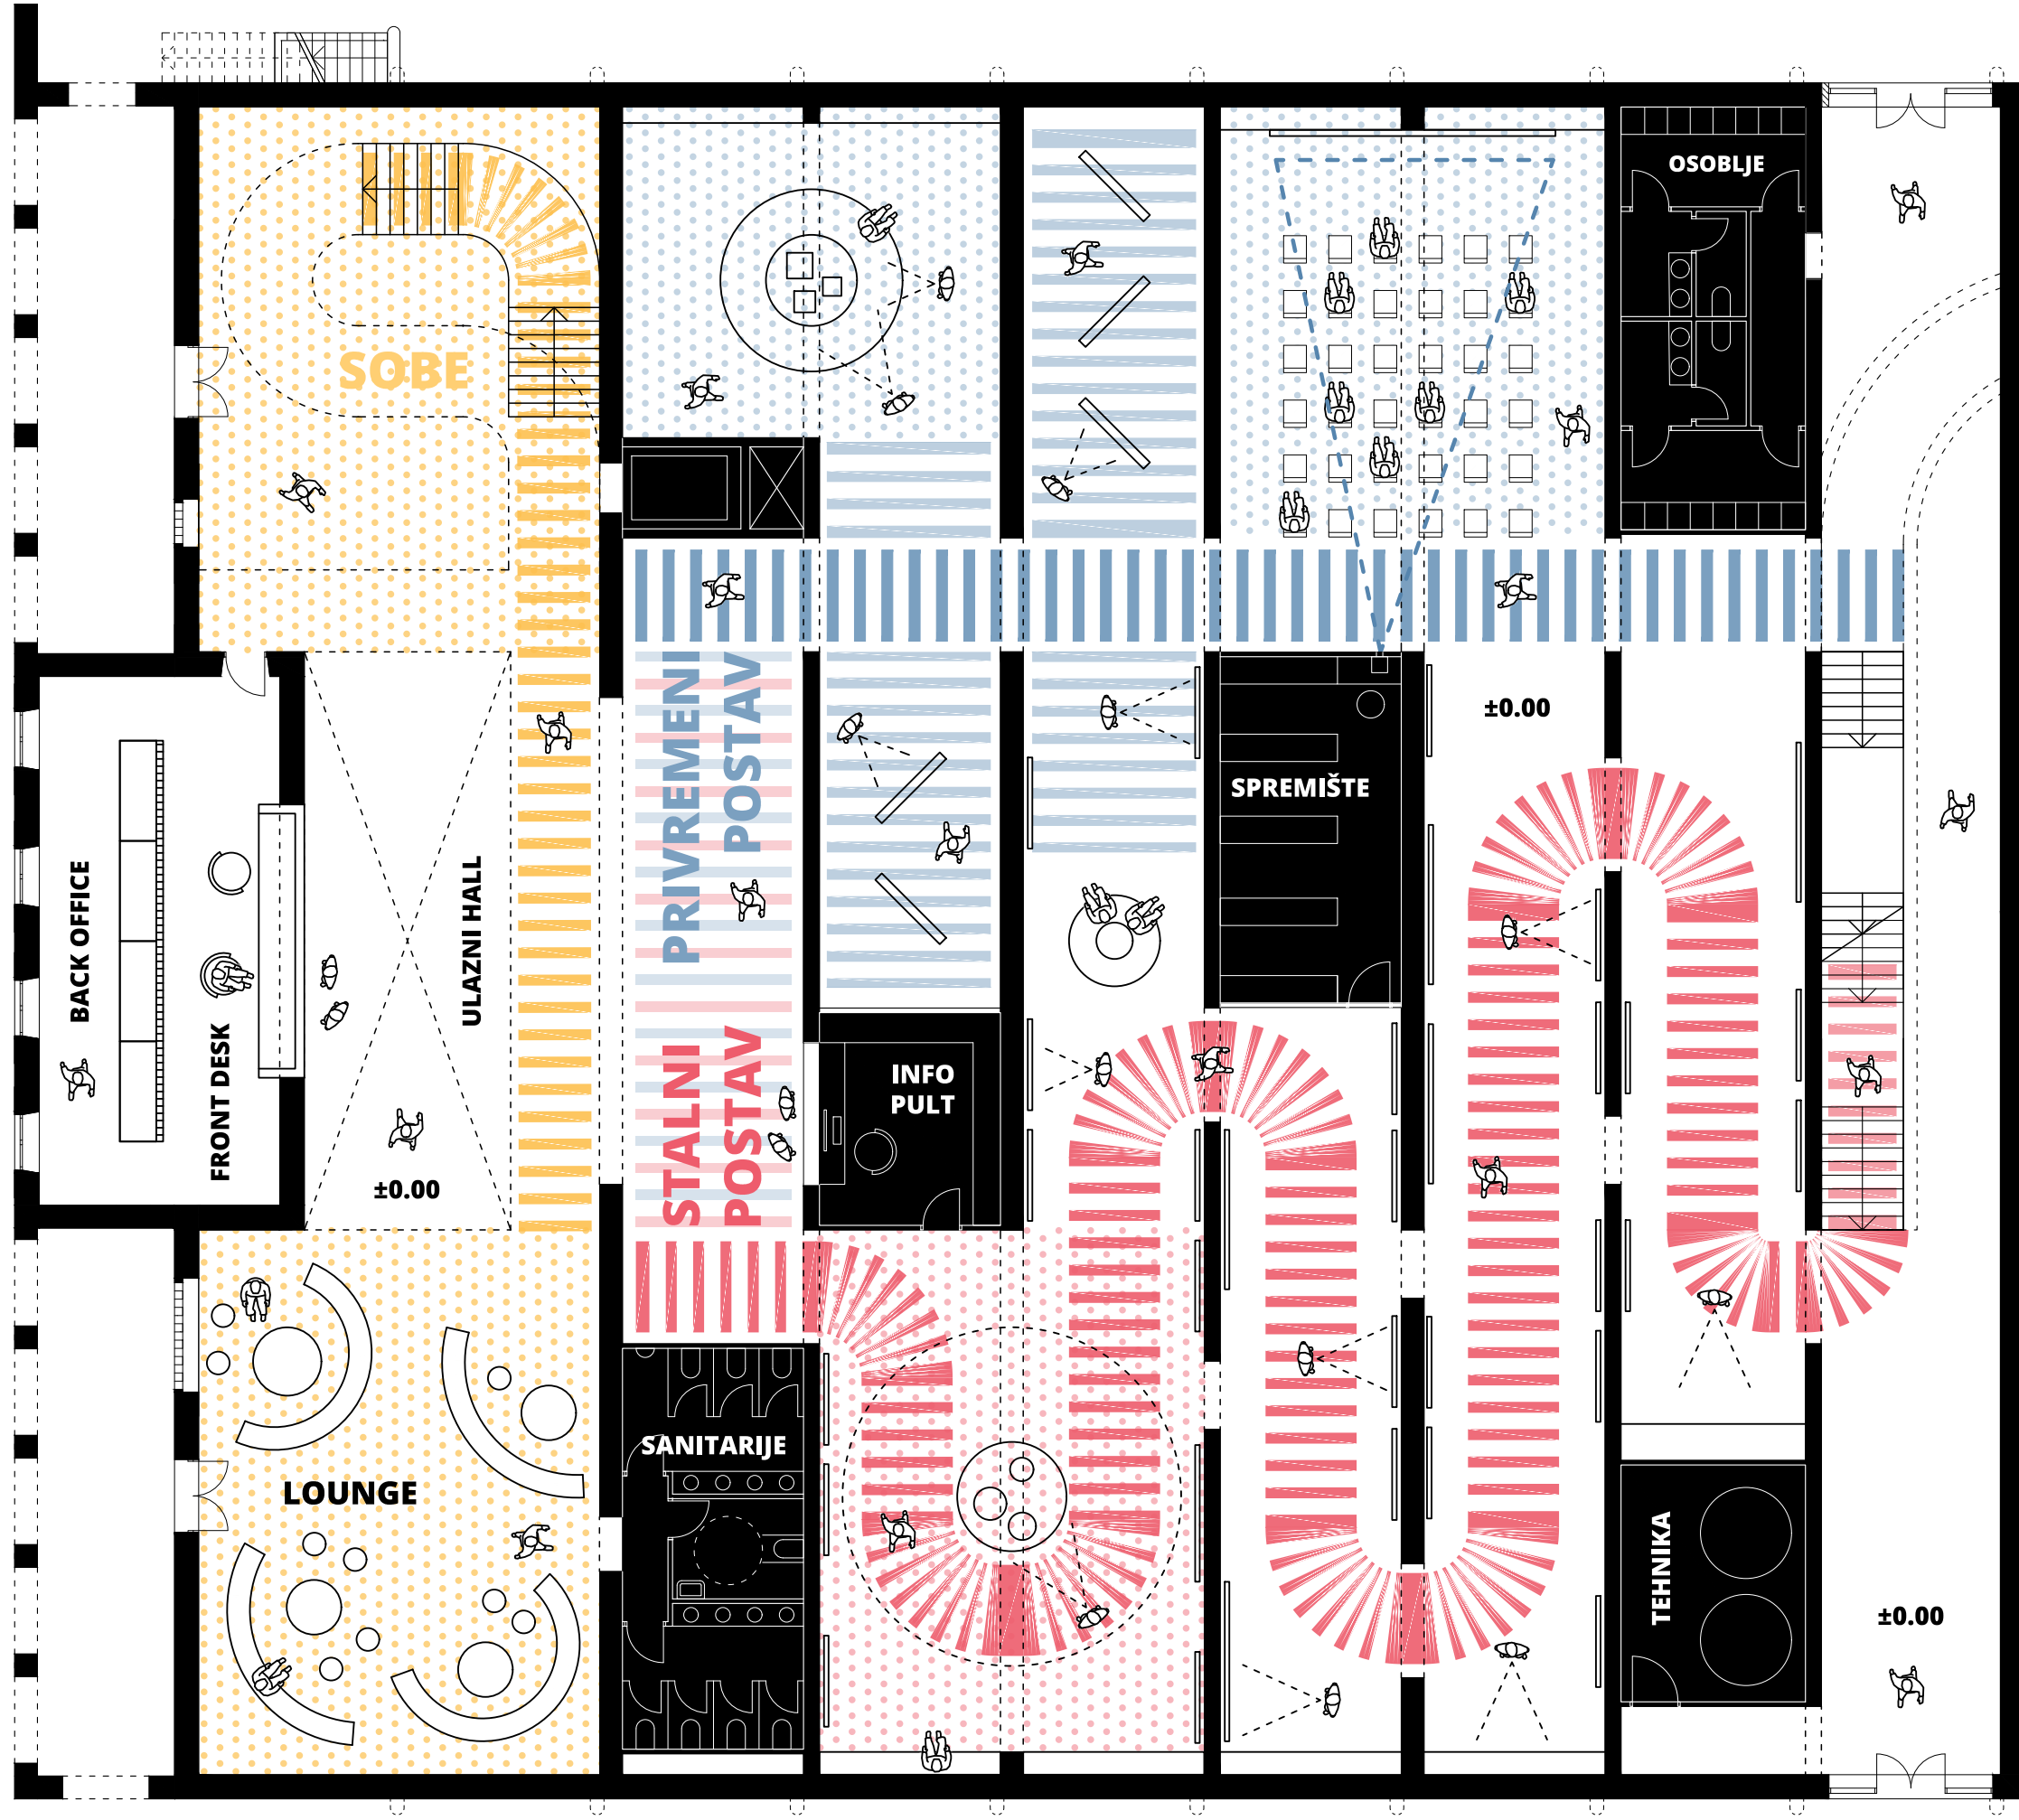 OSOBLJE
SOBE
PRIVREMENI
POSTAV
±0.00
SPREMIŠTE
BACK OFFICE
FRONT DESK
ULAZNI HALL
±0.00
STALNI
POSTAV
INFO
PULT
SANITARIJE
LOUNGE
TEHNIKA
±0.00